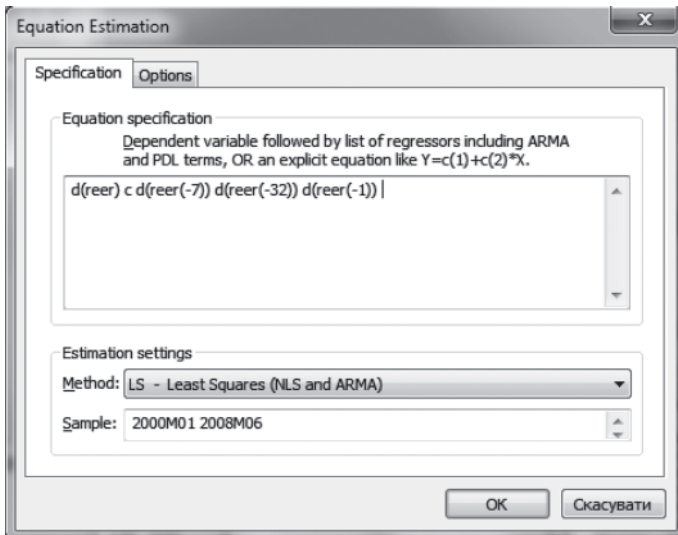 Equation Estimation
X
Specification
Options
Equation specification
Dependent variable followed by list of regressors including ARMA
and PDL terms, OR an explicit equation like Y=c(1)+c(2)*X.
d(reer) c d(reer(-7)) d(reer(-32)) d(reer(-1))
Estimation settings
Method: LS - Least Squares (NLS and ARMA)
Sample: 2000M01 2008M06
OK
Скасувати